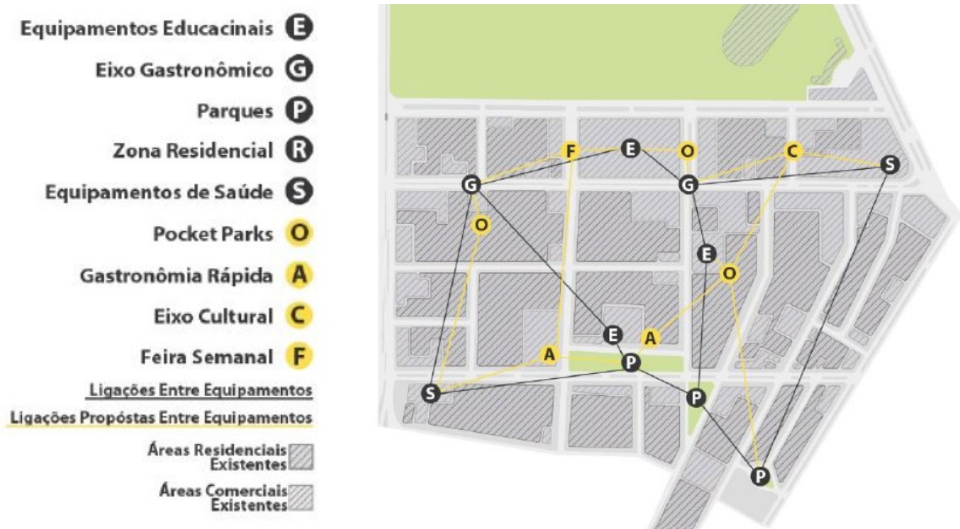 Equipamentos Educacinais E
Eixo Gastronômico G
Parques P
Zona Residencial R
Equipamentos de Saúde S
Pocket Parks O
Gastronômia Rápida A
Eixo Cultural C
Feira Semanal F
Ligações Entre Equipamentos
Ligações Propóstas Entre Equipamentos
Áreas Residenciais
Existentes
Áreas Comerciais
Existentes
F E O C S
G G
O
E
O
E A
A P
S P
P